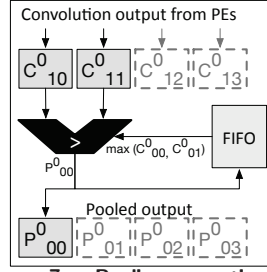 Convolution output from PEs
C⁰₁₀ C⁰₁₁ C⁰₁₂ C⁰₁₃
>
max (C⁰₀₀, C⁰₀₁)
FIFO
P⁰₀₀
Pooled output
P⁰₀₀ P⁰₀₁ P⁰₀₂ P⁰₀₃